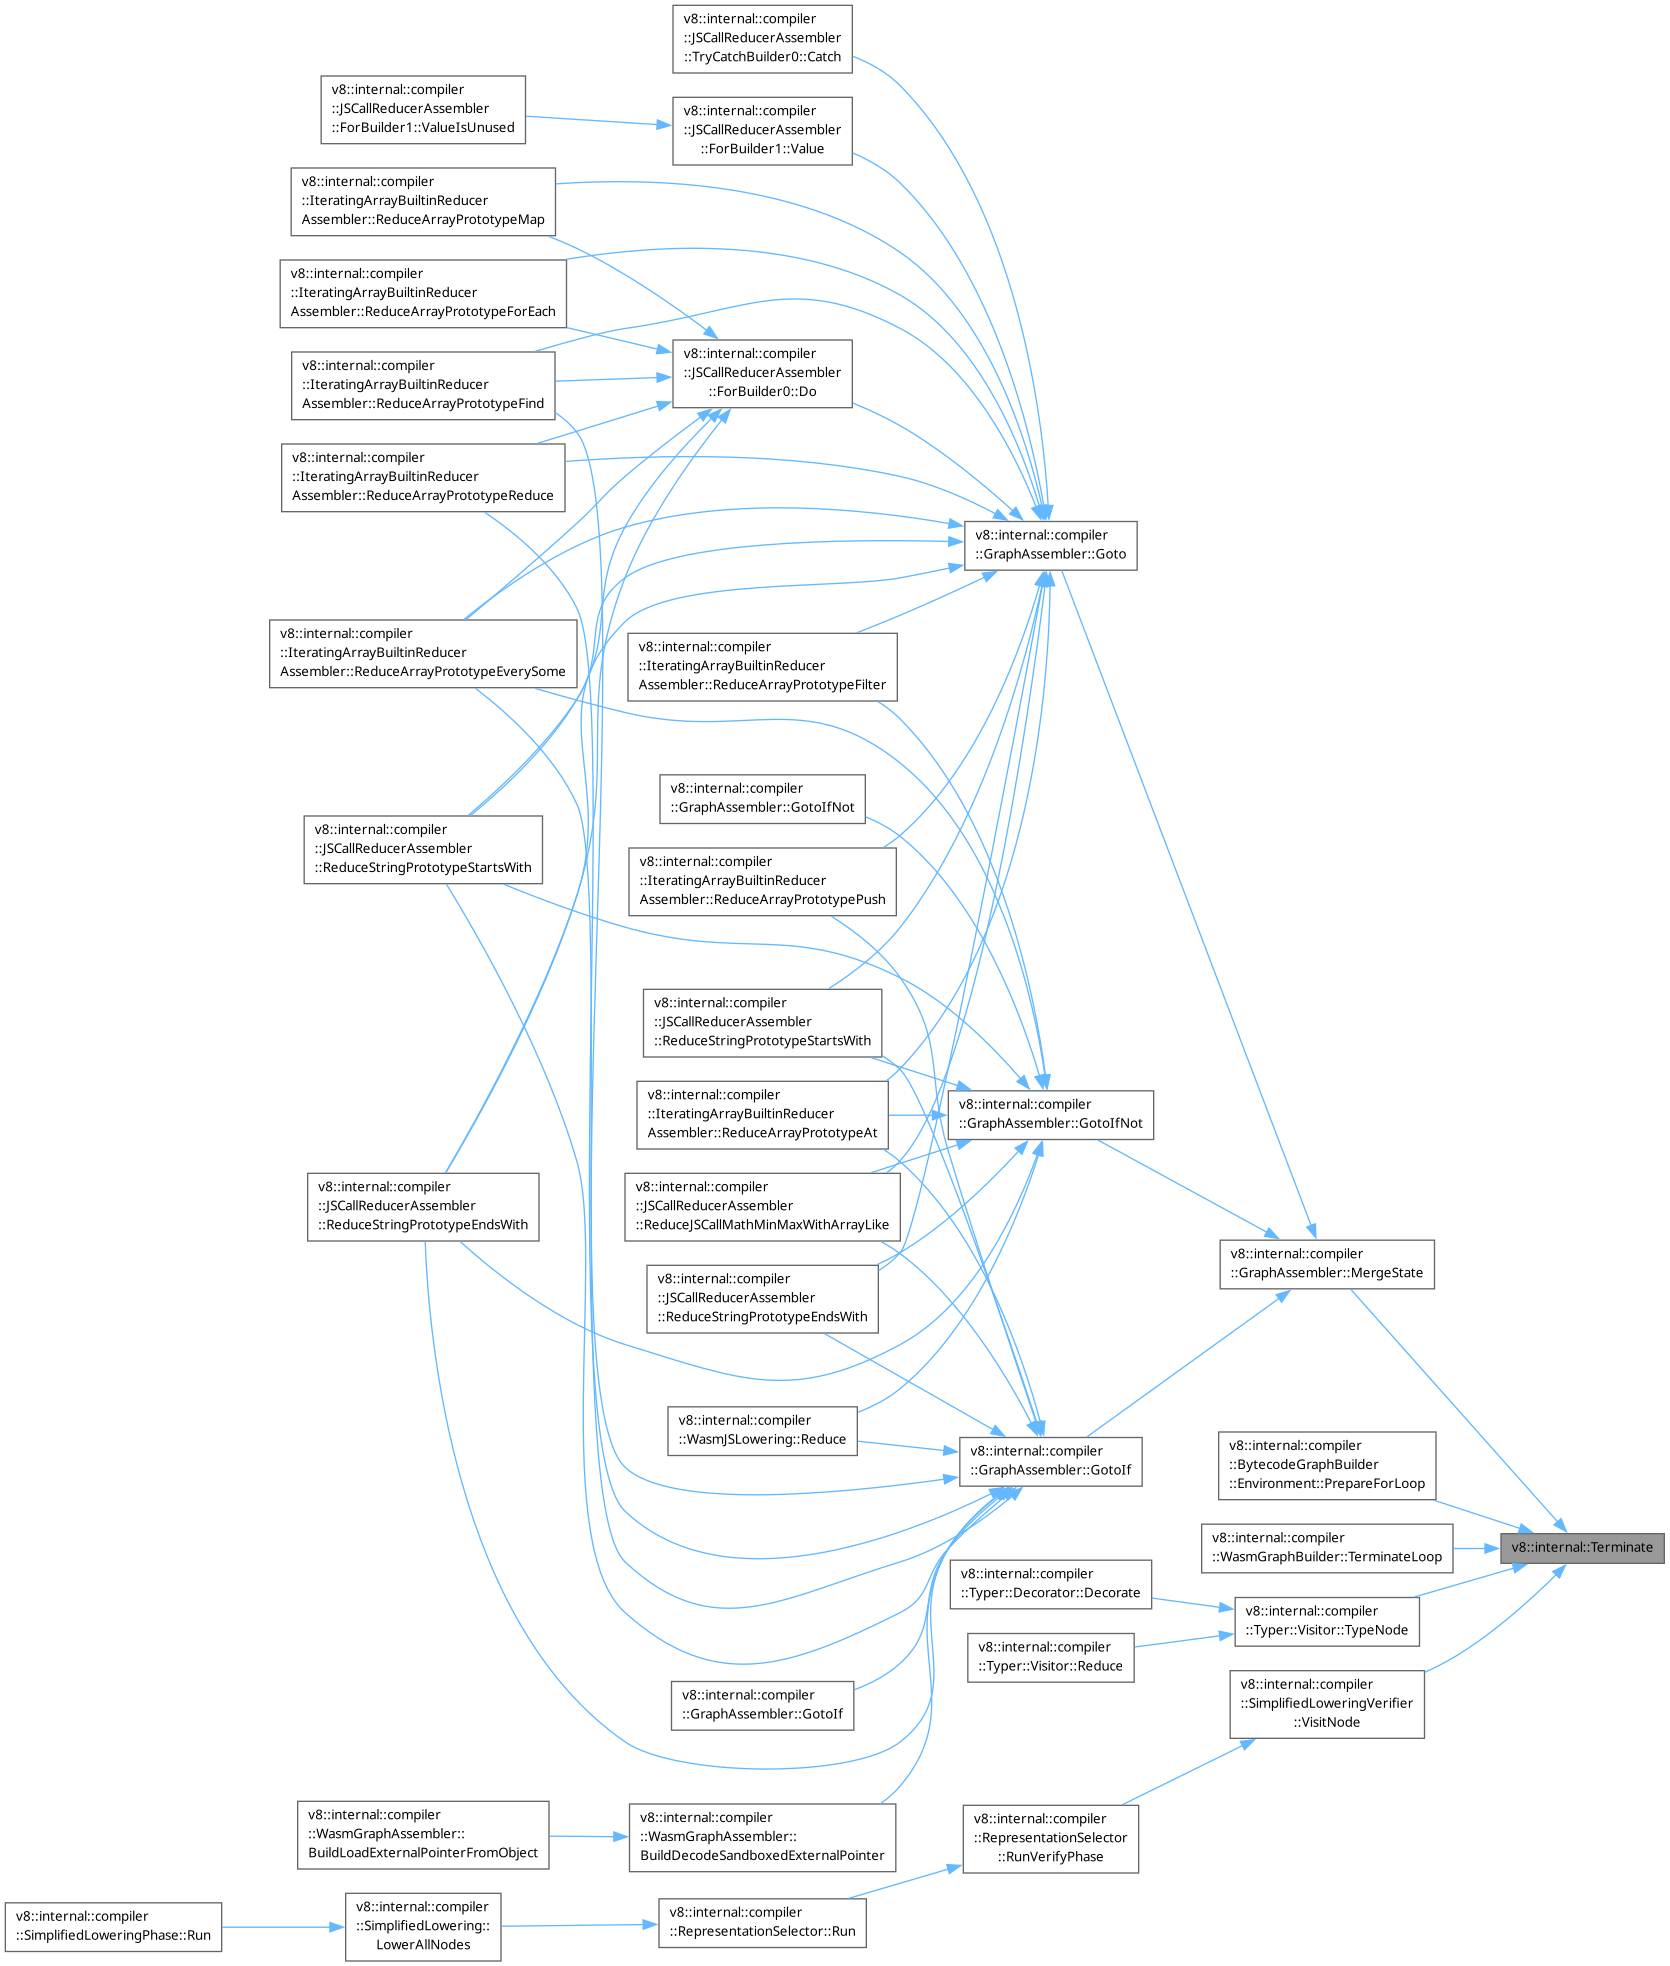 v8::internal::compiler
::JSCallReducerAssembler
::TryCatchBuilder0::Catch
v8::internal::compiler
::JSCallReducerAssembler
::ForBuilder1::ValueIsUnused
v8::internal::compiler
::JSCallReducerAssembler
::ForBuilder1::Value
v8::internal::compiler
::IteratingArrayBuiltinReducer
Assembler::ReduceArrayPrototypeMap
v8::internal::compiler
::IteratingArrayBuiltinReducer
Assembler::ReduceArrayPrototypeForEach
v8::internal::compiler
::JSCallReducerAssembler
::ForBuilder0::Do
v8::internal::compiler
::IteratingArrayBuiltinReducer
Assembler::ReduceArrayPrototypeFind
v8::internal::compiler
::IteratingArrayBuiltinReducer
Assembler::ReduceArrayPrototypeReduce
v8::internal::compiler
::GraphAssembler::Goto
v8::internal::compiler
::IteratingArrayBuiltinReducer
Assembler::ReduceArrayPrototypeEverySome
v8::internal::compiler
::IteratingArrayBuiltinReducer
Assembler::ReduceArrayPrototypeFilter
v8::internal::compiler
::GraphAssembler::GotoIfNot
v8::internal::compiler
::JSCallReducerAssembler
::ReduceStringPrototypeStartsWith
v8::internal::compiler
::IteratingArrayBuiltinReducer
Assembler::ReduceArrayPrototypePush
v8::internal::compiler
::JSCallReducerAssembler
::ReduceStringPrototypeStartsWith
v8::internal::compiler
::IteratingArrayBuiltinReducer
Assembler::ReduceArrayPrototypeAt
v8::internal::compiler
::GraphAssembler::GotoIfNot
v8::internal::compiler
::JSCallReducerAssembler
::ReduceStringPrototypeEndsWith
v8::internal::compiler
::JSCallReducerAssembler
::ReduceJSCallMathMinMaxWithArrayLike
v8::internal::compiler
::GraphAssembler::MergeState
v8::internal::compiler
::JSCallReducerAssembler
::ReduceStringPrototypeEndsWith
v8::internal::compiler
::WasmJSLowering::Reduce
v8::internal::compiler
::GraphAssembler::GotoIf
v8::internal::compiler
::BytecodeGraphBuilder
::Environment::PrepareForLoop
v8::internal::compiler
::WasmGraphBuilder::TerminateLoop
v8::internal::Terminate
v8::internal::compiler
::Typer::Decorator::Decorate
v8::internal::compiler
::Typer::Visitor::TypeNode
v8::internal::compiler
::Typer::Visitor::Reduce
v8::internal::compiler
::SimplifiedLoweringVerifier
::VisitNode
v8::internal::compiler
::GraphAssembler::GotoIf
v8::internal::compiler
::WasmGraphAssembler::
BuildLoadExternalPointerFromObject
v8::internal::compiler
::WasmGraphAssembler::
BuildDecodeSandboxedExternalPointer
v8::internal::compiler
::RepresentationSelector
::RunVerifyPhase
v8::internal::compiler
::SimplifiedLoweringPhase::Run
v8::internal::compiler
::SimplifiedLowering::
LowerAllNodes
v8::internal::compiler
::RepresentationSelector::Run